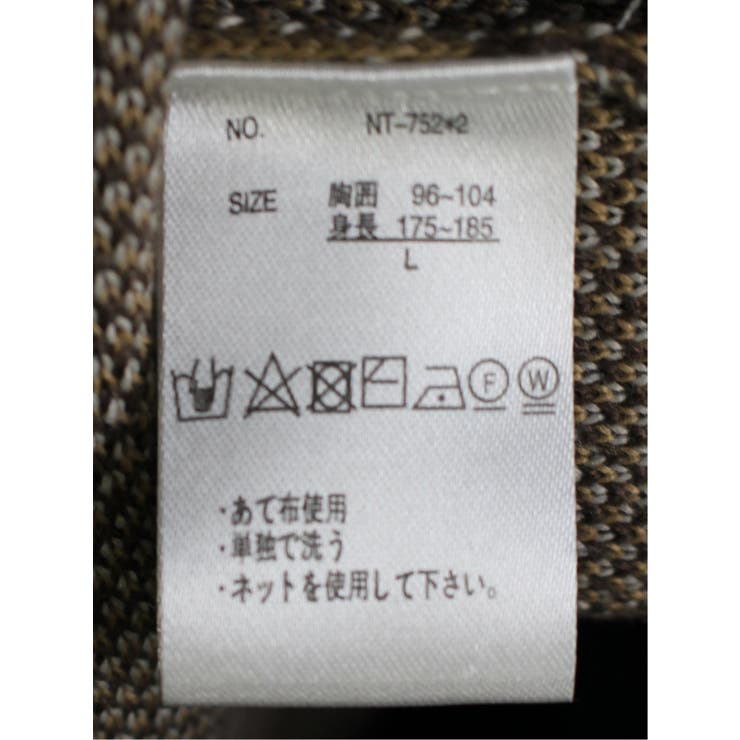 NO. NT-752*2
SIZE 胸囲 96~104
身長 175~185
L
F W
・あて布使用
・単独で洗う
・ネットを使用して下さい。